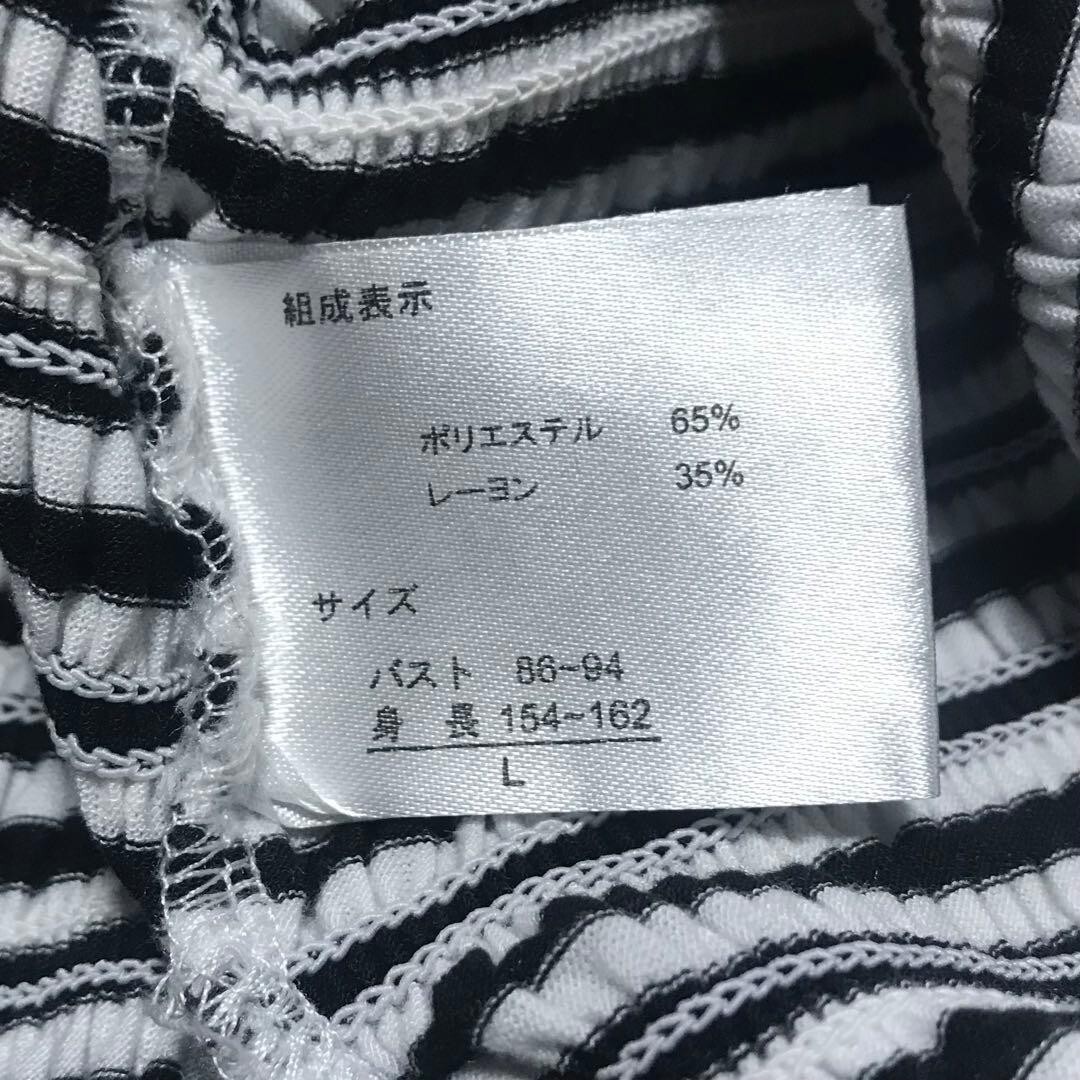 組成表示
ポリエステル 65%
レーヨン 35%
サイズ
バスト 86~94
身 長 154~162
L